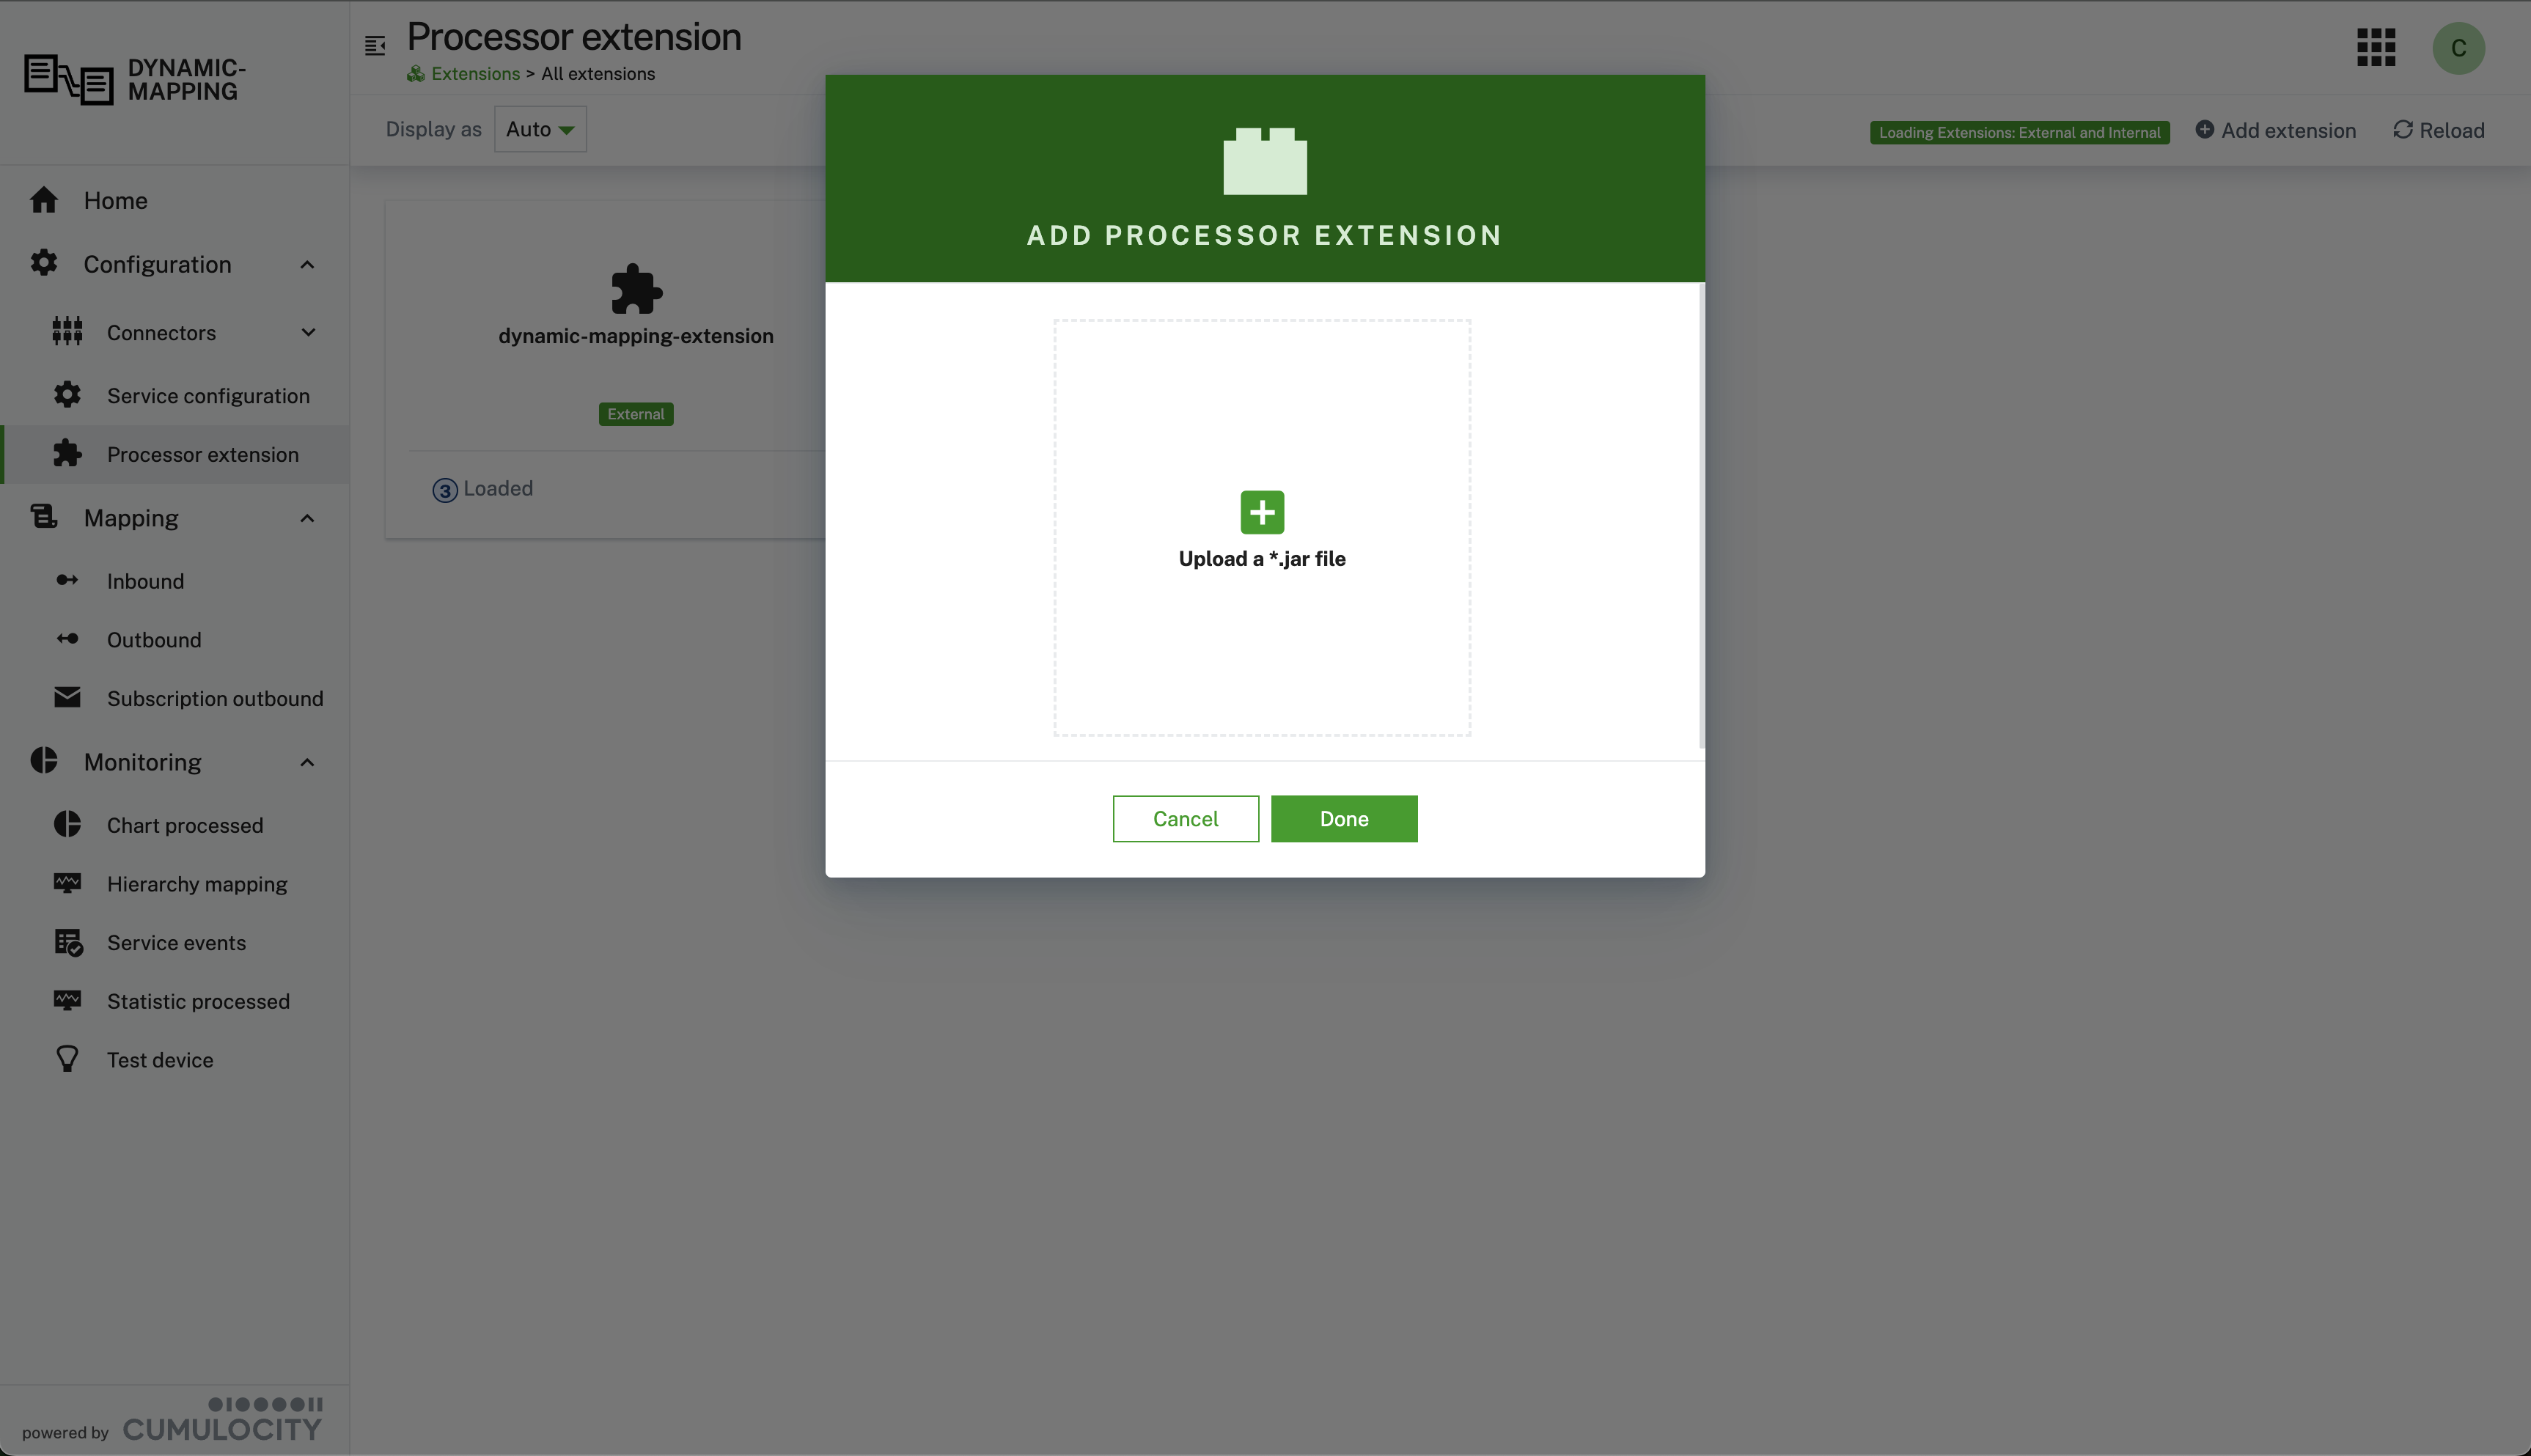 DYNAMIC-
MAPPING
Home
Configuration
Connectors
Service configuration
Processor extension
Mapping
Inbound
Outbound
Subscription outbound
Monitoring
Chart processed
Hierarchy mapping
Service events
Statistic processed
Test device
powered by CUMULOCITY
Processor extension
Extensions > All extensions
C
Display as Auto
Loading Extensions: External and Internal
Add extension
Reload
dynamic-mapping-extension
External
3 Loaded
ADD PROCESSOR EXTENSION
Upload a *.jar file
Cancel
Done